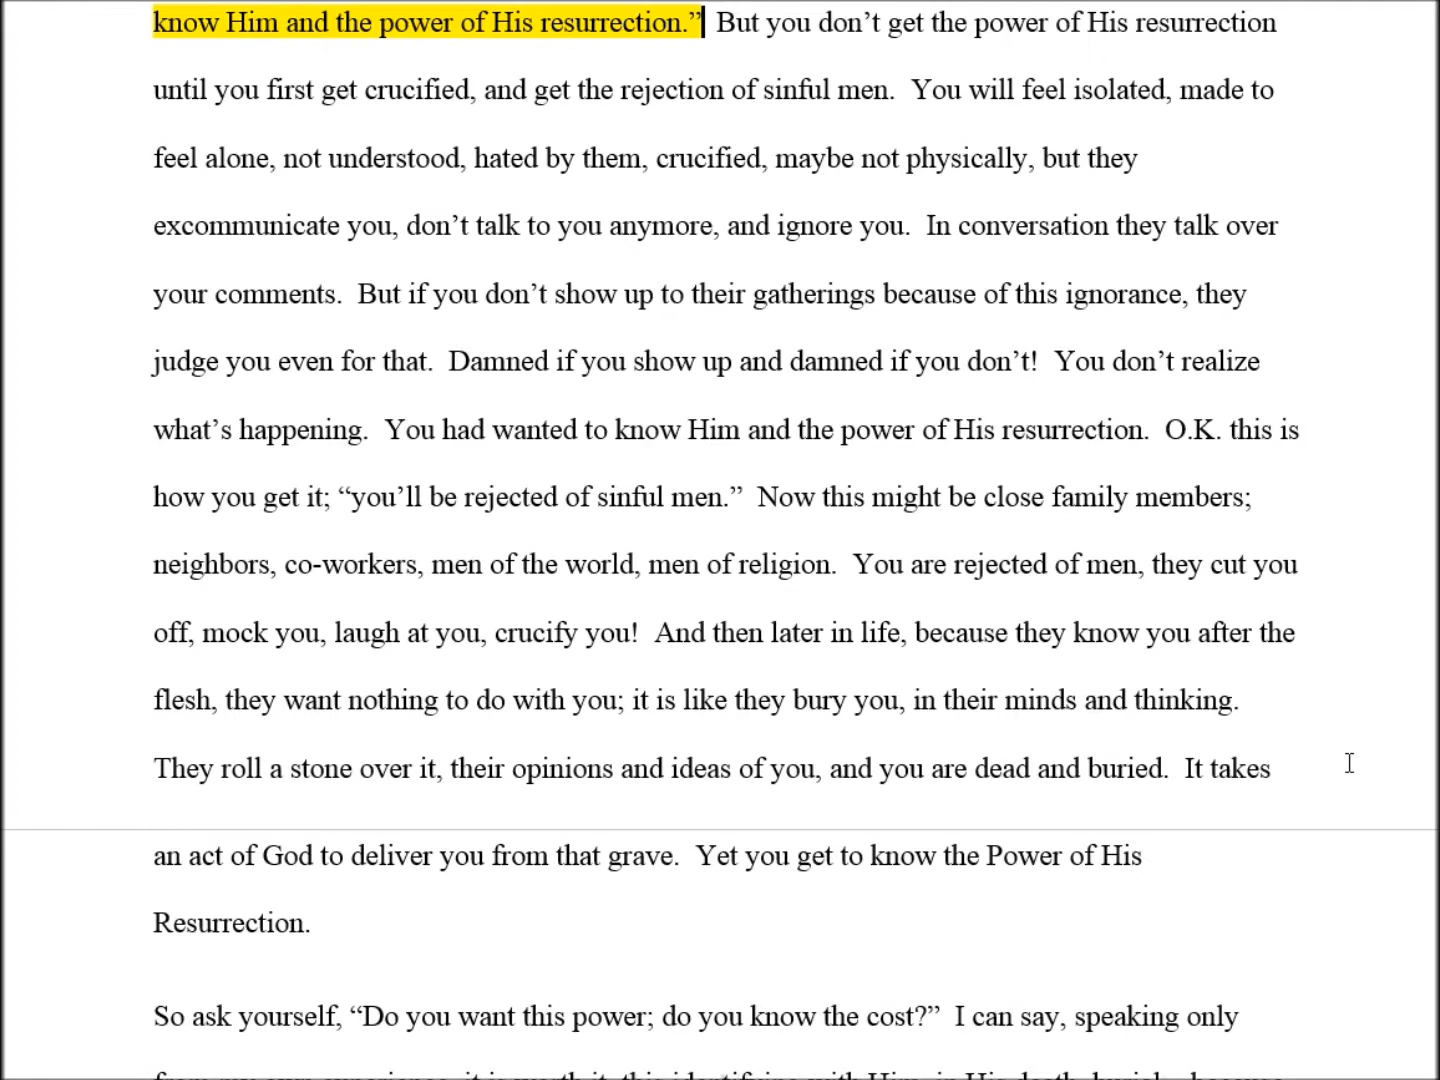 know Him and the power of His resurrection.” But you don’t get the power of His resurrection
until you first get crucified, and get the rejection of sinful men.  You will feel isolated, made to
feel alone, not understood, hated by them, crucified, maybe not physically, but they
excommunicate you, don’t talk to you anymore, and ignore you.  In conversation they talk over
your comments.  But if you don’t show up to their gatherings because of this ignorance, they
judge you even for that.  Damned if you show up and damned if you don’t!  You don’t realize
what’s happening.  You had wanted to know Him and the power of His resurrection.  O.K. this is
how you get it; “you’ll be rejected of sinful men.”  Now this might be close family members;
neighbors, co-workers, men of the world, men of religion.  You are rejected of men, they cut you
off, mock you, laugh at you, crucify you!  And then later in life, because they know you after the
flesh, they want nothing to do with you; it is like they bury you, in their minds and thinking.
They roll a stone over it, their opinions and ideas of you, and you are dead and buried.  It takes
an act of God to deliver you from that grave.  Yet you get to know the Power of His
Resurrection.
So ask yourself, “Do you want this power; do you know the cost?”  I can say, speaking only